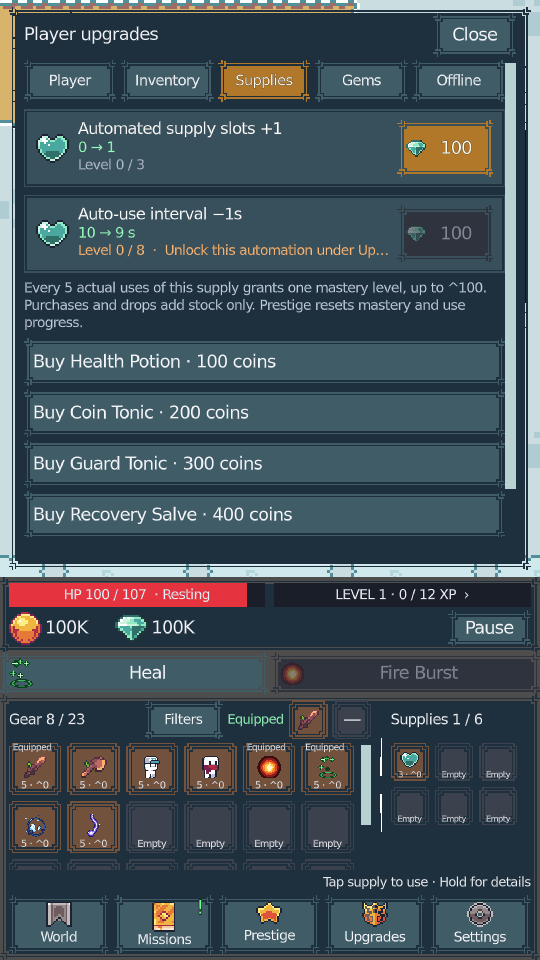 Player upgrades
Close
Player
Inventory
Supplies
Gems
Offline
Automated supply slots +1
0 → 1
Level 0 / 3
100
Auto-use interval −1s
10 → 9 s
Level 0 / 8 · Unlock this automation under Up...
100
Every 5 actual uses of this supply grants one mastery level, up to ^100.
Purchases and drops add stock only. Prestige resets mastery and use
progress.
Buy Health Potion · 100 coins
Buy Coin Tonic · 200 coins
Buy Guard Tonic · 300 coins
Buy Recovery Salve · 400 coins
HP 100 / 107 · Resting
LEVEL 1 · 0 / 12 XP ›
100K
100K
Pause
Heal
Fire Burst
Gear 8 / 23
Filters
Equipped
—
Supplies 1 / 6
Equipped
5 · ^0
5 · ^0
5 · ^0
5 · ^0
Equipped
5 · ^0
Equipped
5 · ^0
3 · ^0
Empty
Empty
5 · ^0
5 · ^0
Empty
Empty
Empty
Empty
Empty
Empty
Empty
Tap supply to use · Hold for details
World
!
Missions
Prestige
Upgrades
Settings